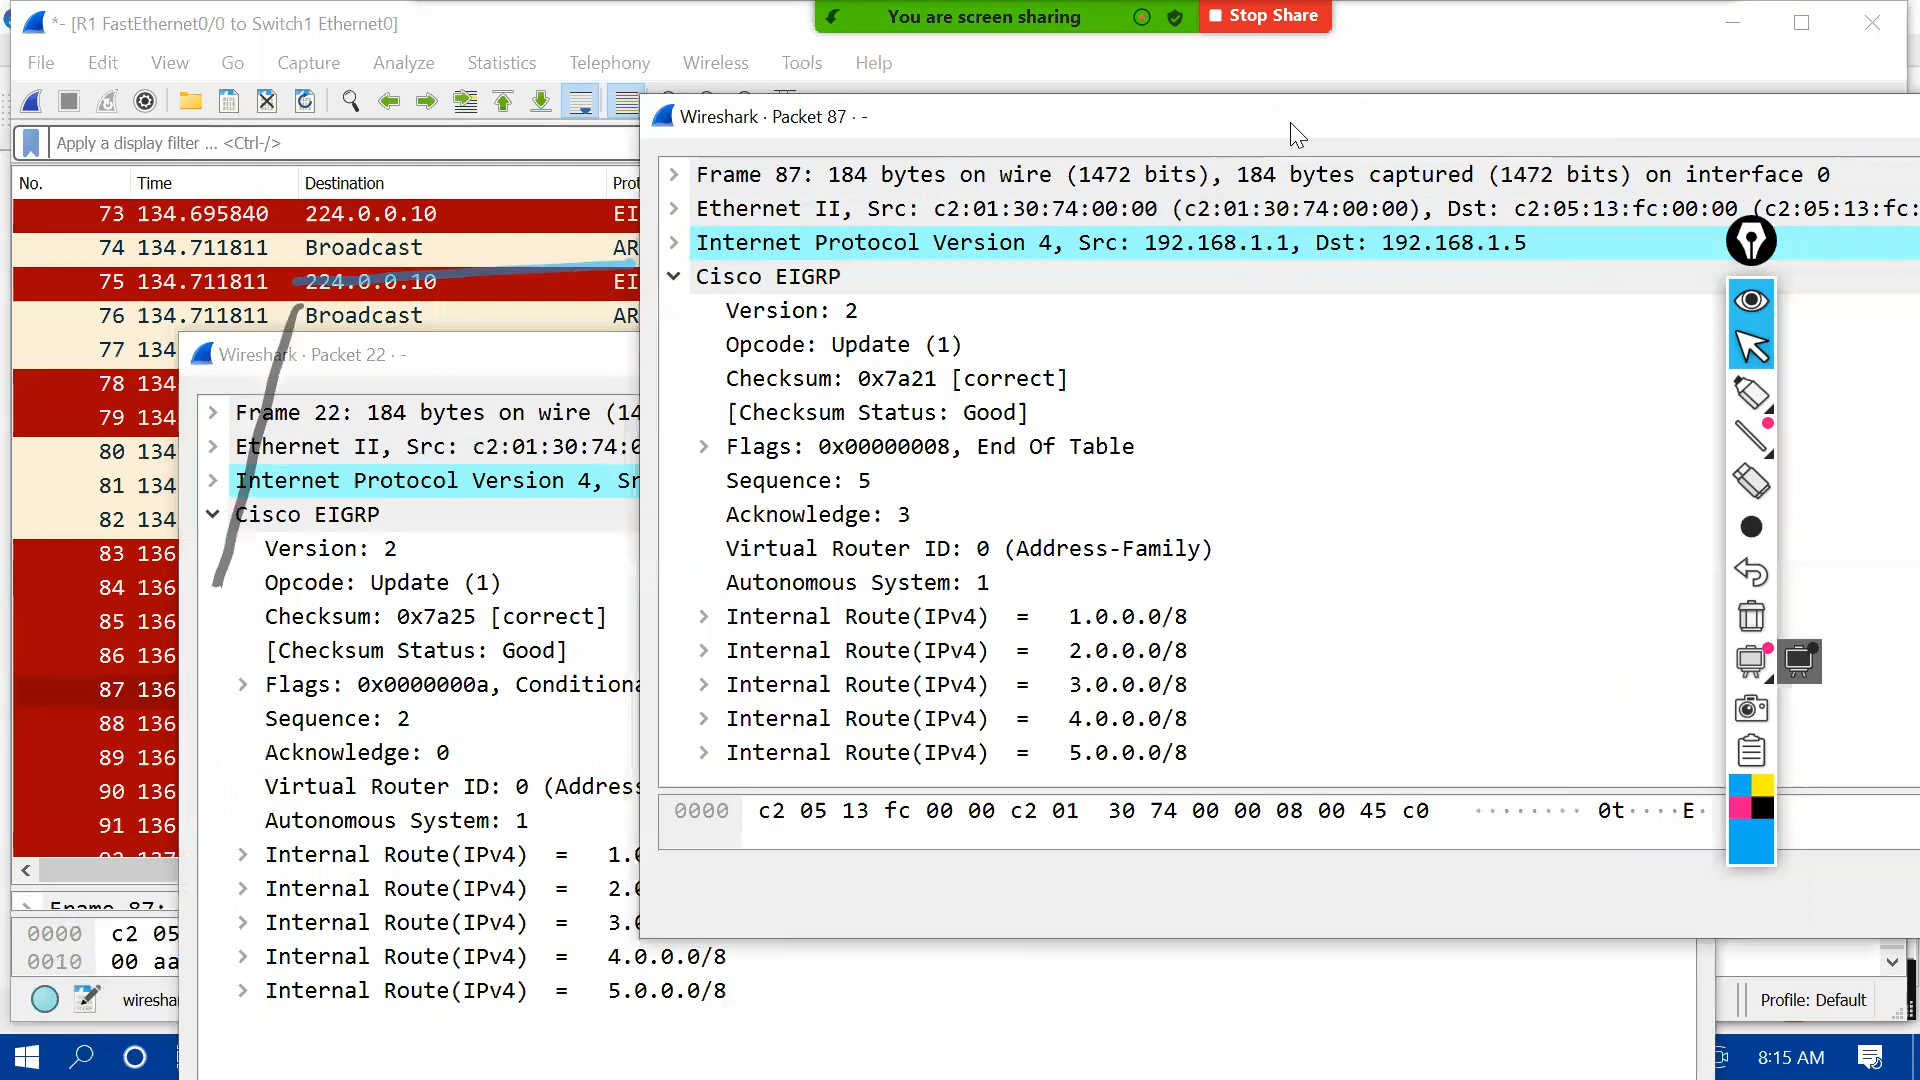 *- [R1 FastEthernet0/0 to Switch1 Ethernet0]
You are screen sharing
Stop Share
File Edit View Go Capture Analyze Statistics Telephony Wireless Tools Help
Apply a display filter ... <Ctrl-/>
No. Time Destination Prot
73 134.695840 224.0.0.10 EI
74 134.711811 Broadcast AR
75 134.711811 224.0.0.10 EI
76 134.711811 Broadcast AR
77 134
78 134
79 134
80 134
81 134
82 134
83 136
84 136
85 136
86 136
87 136
88 136
89 136
90 136
91 136
Frame 87:
0000 c2 05
0010 00 aa
wireshar
Profile: Default
Wireshark · Packet 22 · -
Frame 22: 184 bytes on wire (14
Ethernet II, Src: c2:01:30:74:0
Internet Protocol Version 4, Sr
Cisco EIGRP
Version: 2
Opcode: Update (1)
Checksum: 0x7a25 [correct]
[Checksum Status: Good]
Flags: 0x0000000a, Conditiona
Sequence: 2
Acknowledge: 0
Virtual Router ID: 0 (Address
Autonomous System: 1
Internal Route(IPv4) = 1.0
Internal Route(IPv4) = 2.0
Internal Route(IPv4) = 3.0
Internal Route(IPv4) = 4.0.0.0/8
Internal Route(IPv4) = 5.0.0.0/8
Wireshark · Packet 87 · -
Frame 87: 184 bytes on wire (1472 bits), 184 bytes captured (1472 bits) on interface 0
Ethernet II, Src: c2:01:30:74:00:00 (c2:01:30:74:00:00), Dst: c2:05:13:fc:00:00 (c2:05:13:fc:
Internet Protocol Version 4, Src: 192.168.1.1, Dst: 192.168.1.5
Cisco EIGRP
Version: 2
Opcode: Update (1)
Checksum: 0x7a21 [correct]
[Checksum Status: Good]
Flags: 0x00000008, End Of Table
Sequence: 5
Acknowledge: 3
Virtual Router ID: 0 (Address-Family)
Autonomous System: 1
Internal Route(IPv4) = 1.0.0.0/8
Internal Route(IPv4) = 2.0.0.0/8
Internal Route(IPv4) = 3.0.0.0/8
Internal Route(IPv4) = 4.0.0.0/8
Internal Route(IPv4) = 5.0.0.0/8
0000 c2 05 13 fc 00 00 c2 01 30 74 00 00 08 00 45 c0 ········ 0t····E·
8:15 AM